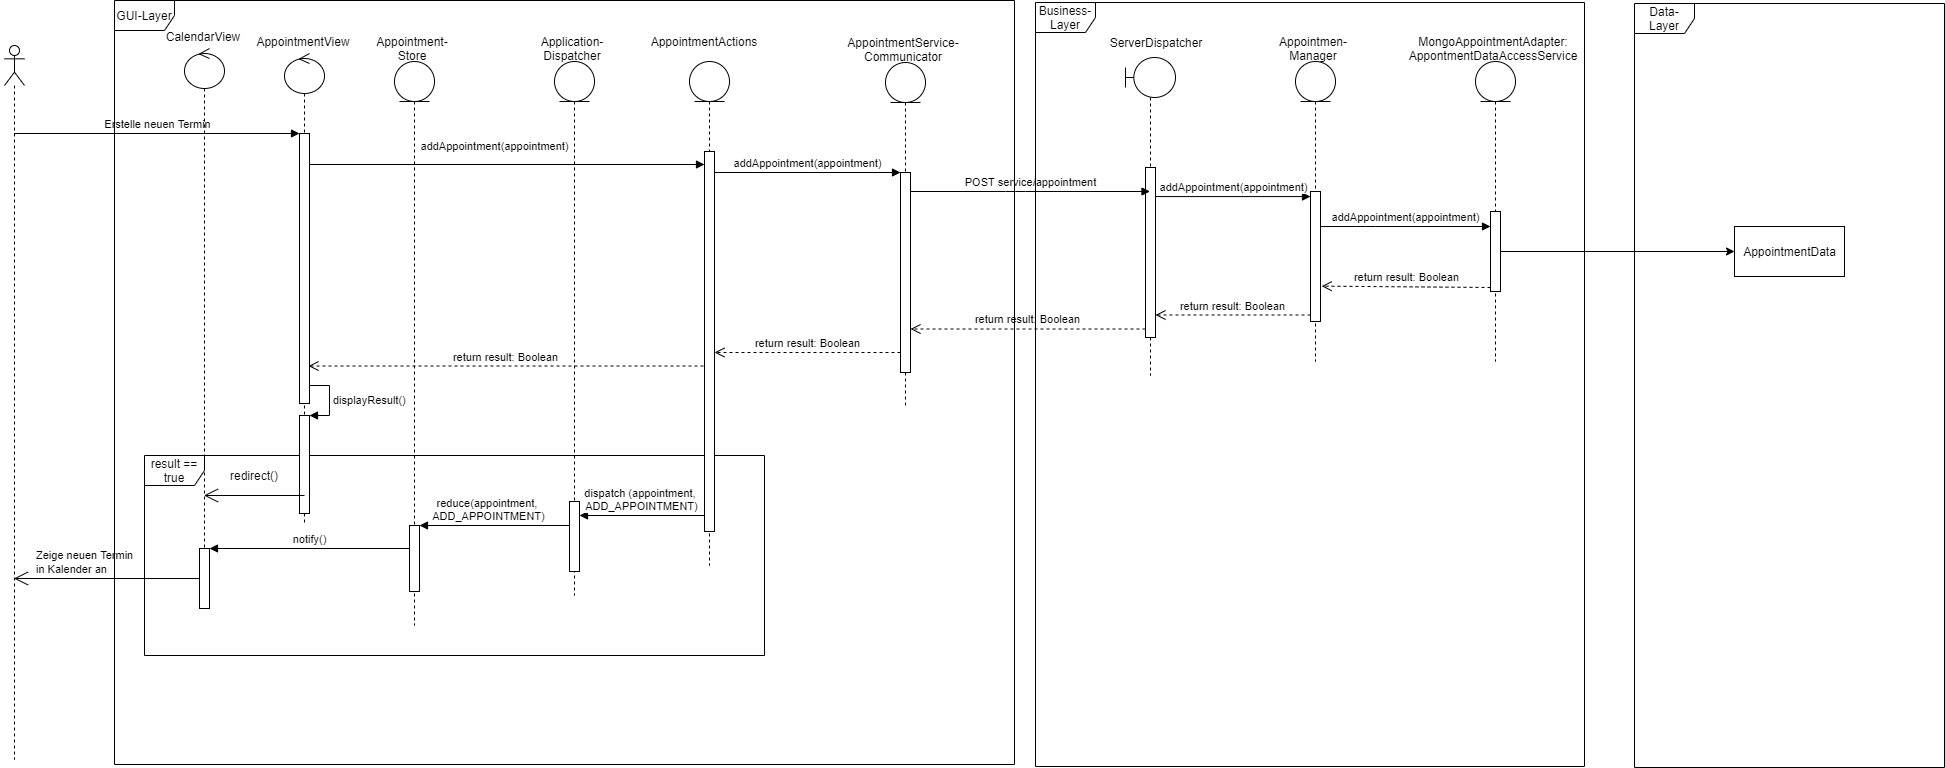 GUI-Layer
Business-
Layer
Data-
Layer
CalendarView
AppointmentView
Appointment-
Store
Application-
Dispatcher
AppointmentActions
AppointmentService-
Communicator
ServerDispatcher
Appointmen-
Manager
MongoAppointmentAdapter:
AppontmentDataAccessService
Erstelle neuen Termin
addAppointment(appointment)
addAppointment(appointment)
POST service/appointment
addAppointment(appointment)
addAppointment(appointment)
AppointmentData
return result: Boolean
return result: Boolean
return result: Boolean
return result: Boolean
return result: Boolean
displayResult()
result ==
true
redirect()
dispatch (appointment,
ADD_APPOINTMENT)
reduce(appointment,
ADD_APPOINTMENT)
notify()
Zeige neuen Termin
in Kalender an